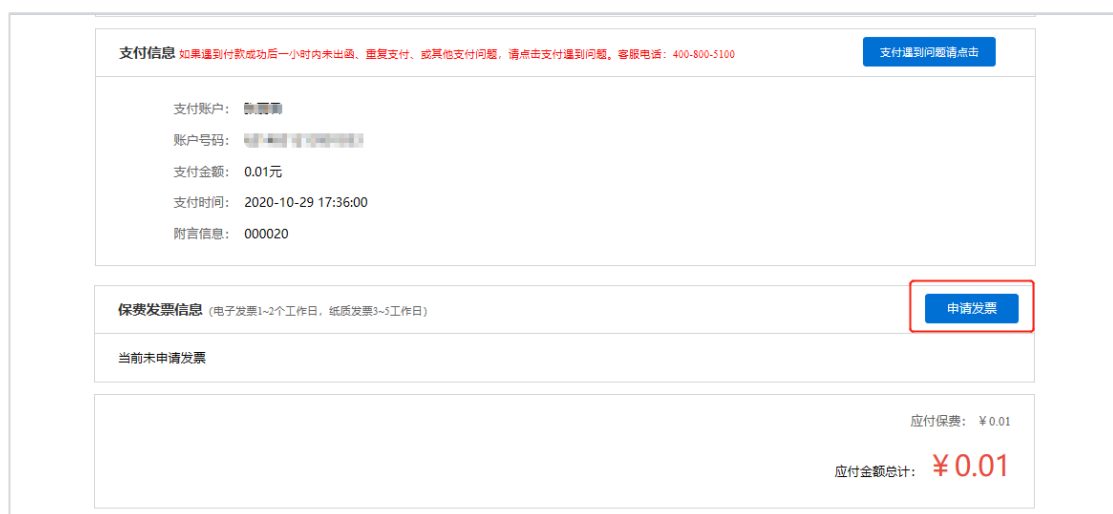 支付信息 如果遇到付款成功后一小时内未出函、重复支付、或其他支付问题，请点击支付遇到问题。客服电话：400-800-5100 支付遇到问题请点击
支付账户：
账户号码：
支付金额： 0.01元
支付时间： 2020-10-29 17:36:00
附言信息： 000020
保费发票信息 (电子发票1~2个工作日，纸质发票3~5工作日) 申请发票
当前未申请发票
应付保费： ￥0.01
应付金额总计： ￥0.01